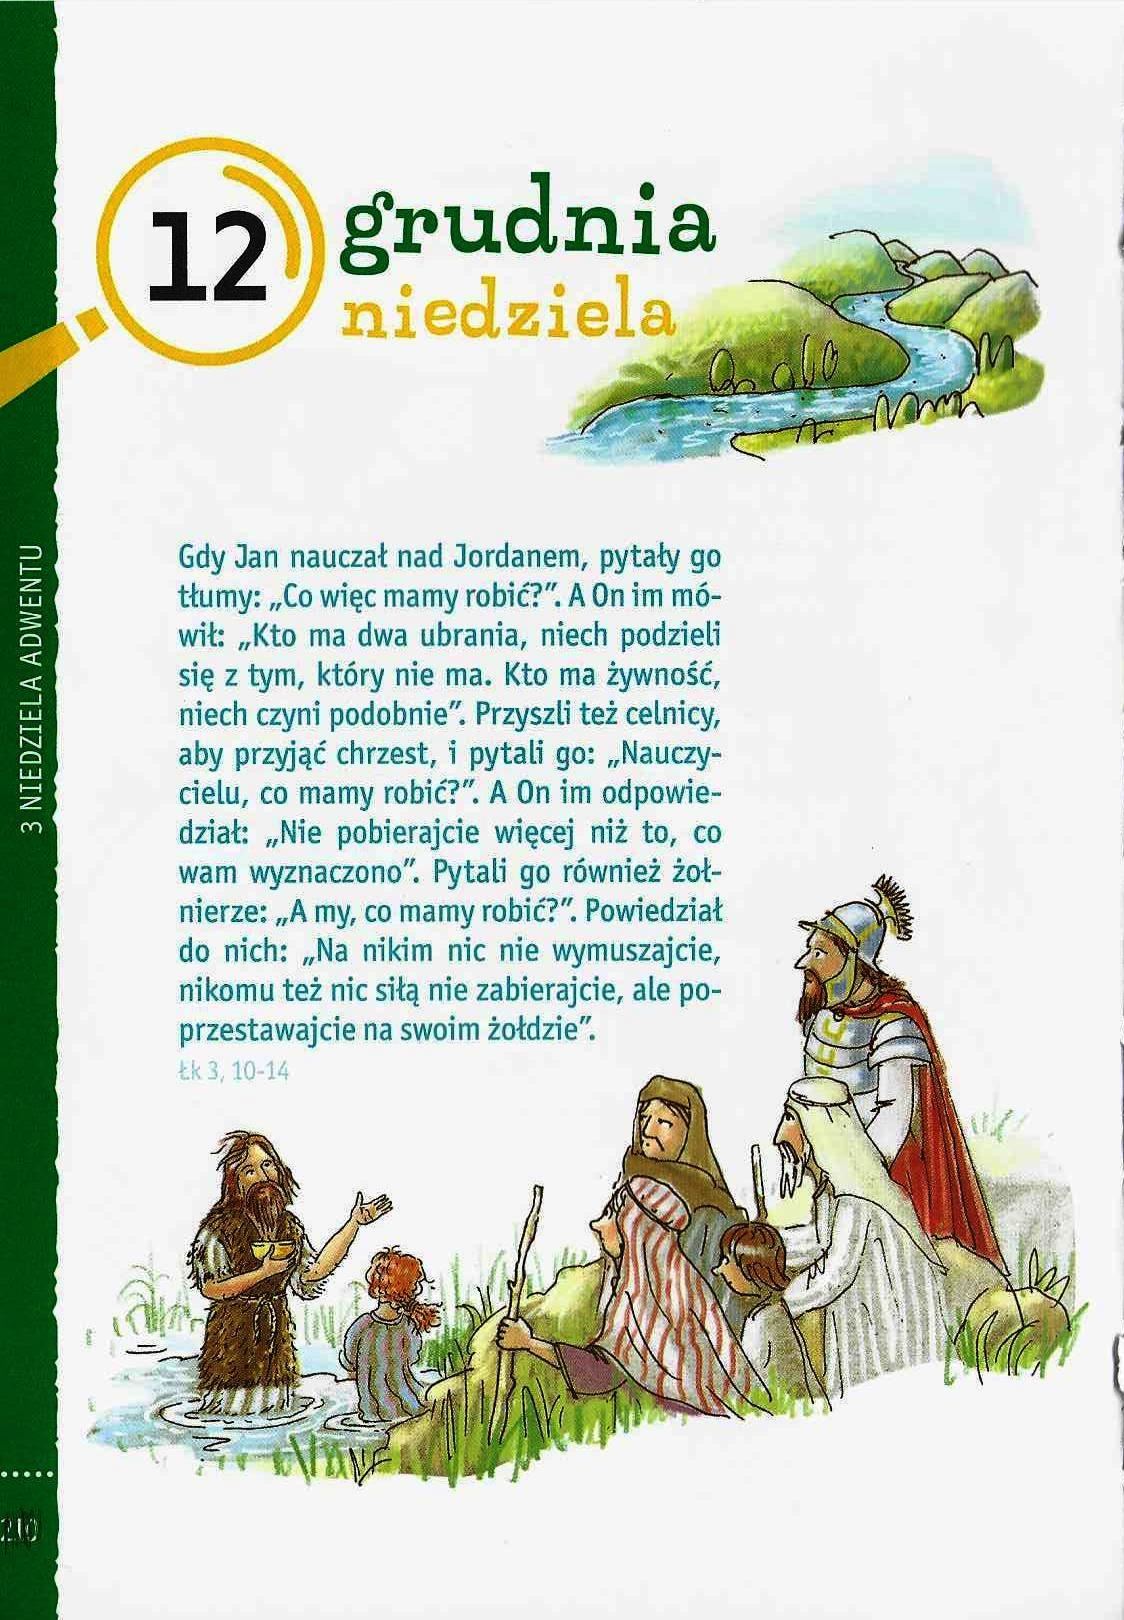 12
grudnia
niedziela
3 NIEDZIELA ADWENTU
Gdy Jan nauczał nad Jordanem, pytały go
tłumy: „Co więc mamy robić?”. A On im mó-
wił: „Kto ma dwa ubrania, niech podzieli
się z tym, który nie ma. Kto ma żywność,
niech czyni podobnie”. Przyszli też celnicy,
aby przyjąć chrzest, i pytali go: „Nauczy-
cielu, co mamy robić?”. A On im odpowie-
dział: „Nie pobierajcie więcej niż to, co
wam wyznaczono”. Pytali go również żoł-
nierze: „A my, co mamy robić?”. Powiedział
do nich: „Na nikim nic nie wymuszajcie,
nikomu też nic siłą nie zabierajcie, ale po-
przestawajcie na swoim żołdzie”.
Łk 3, 10-14